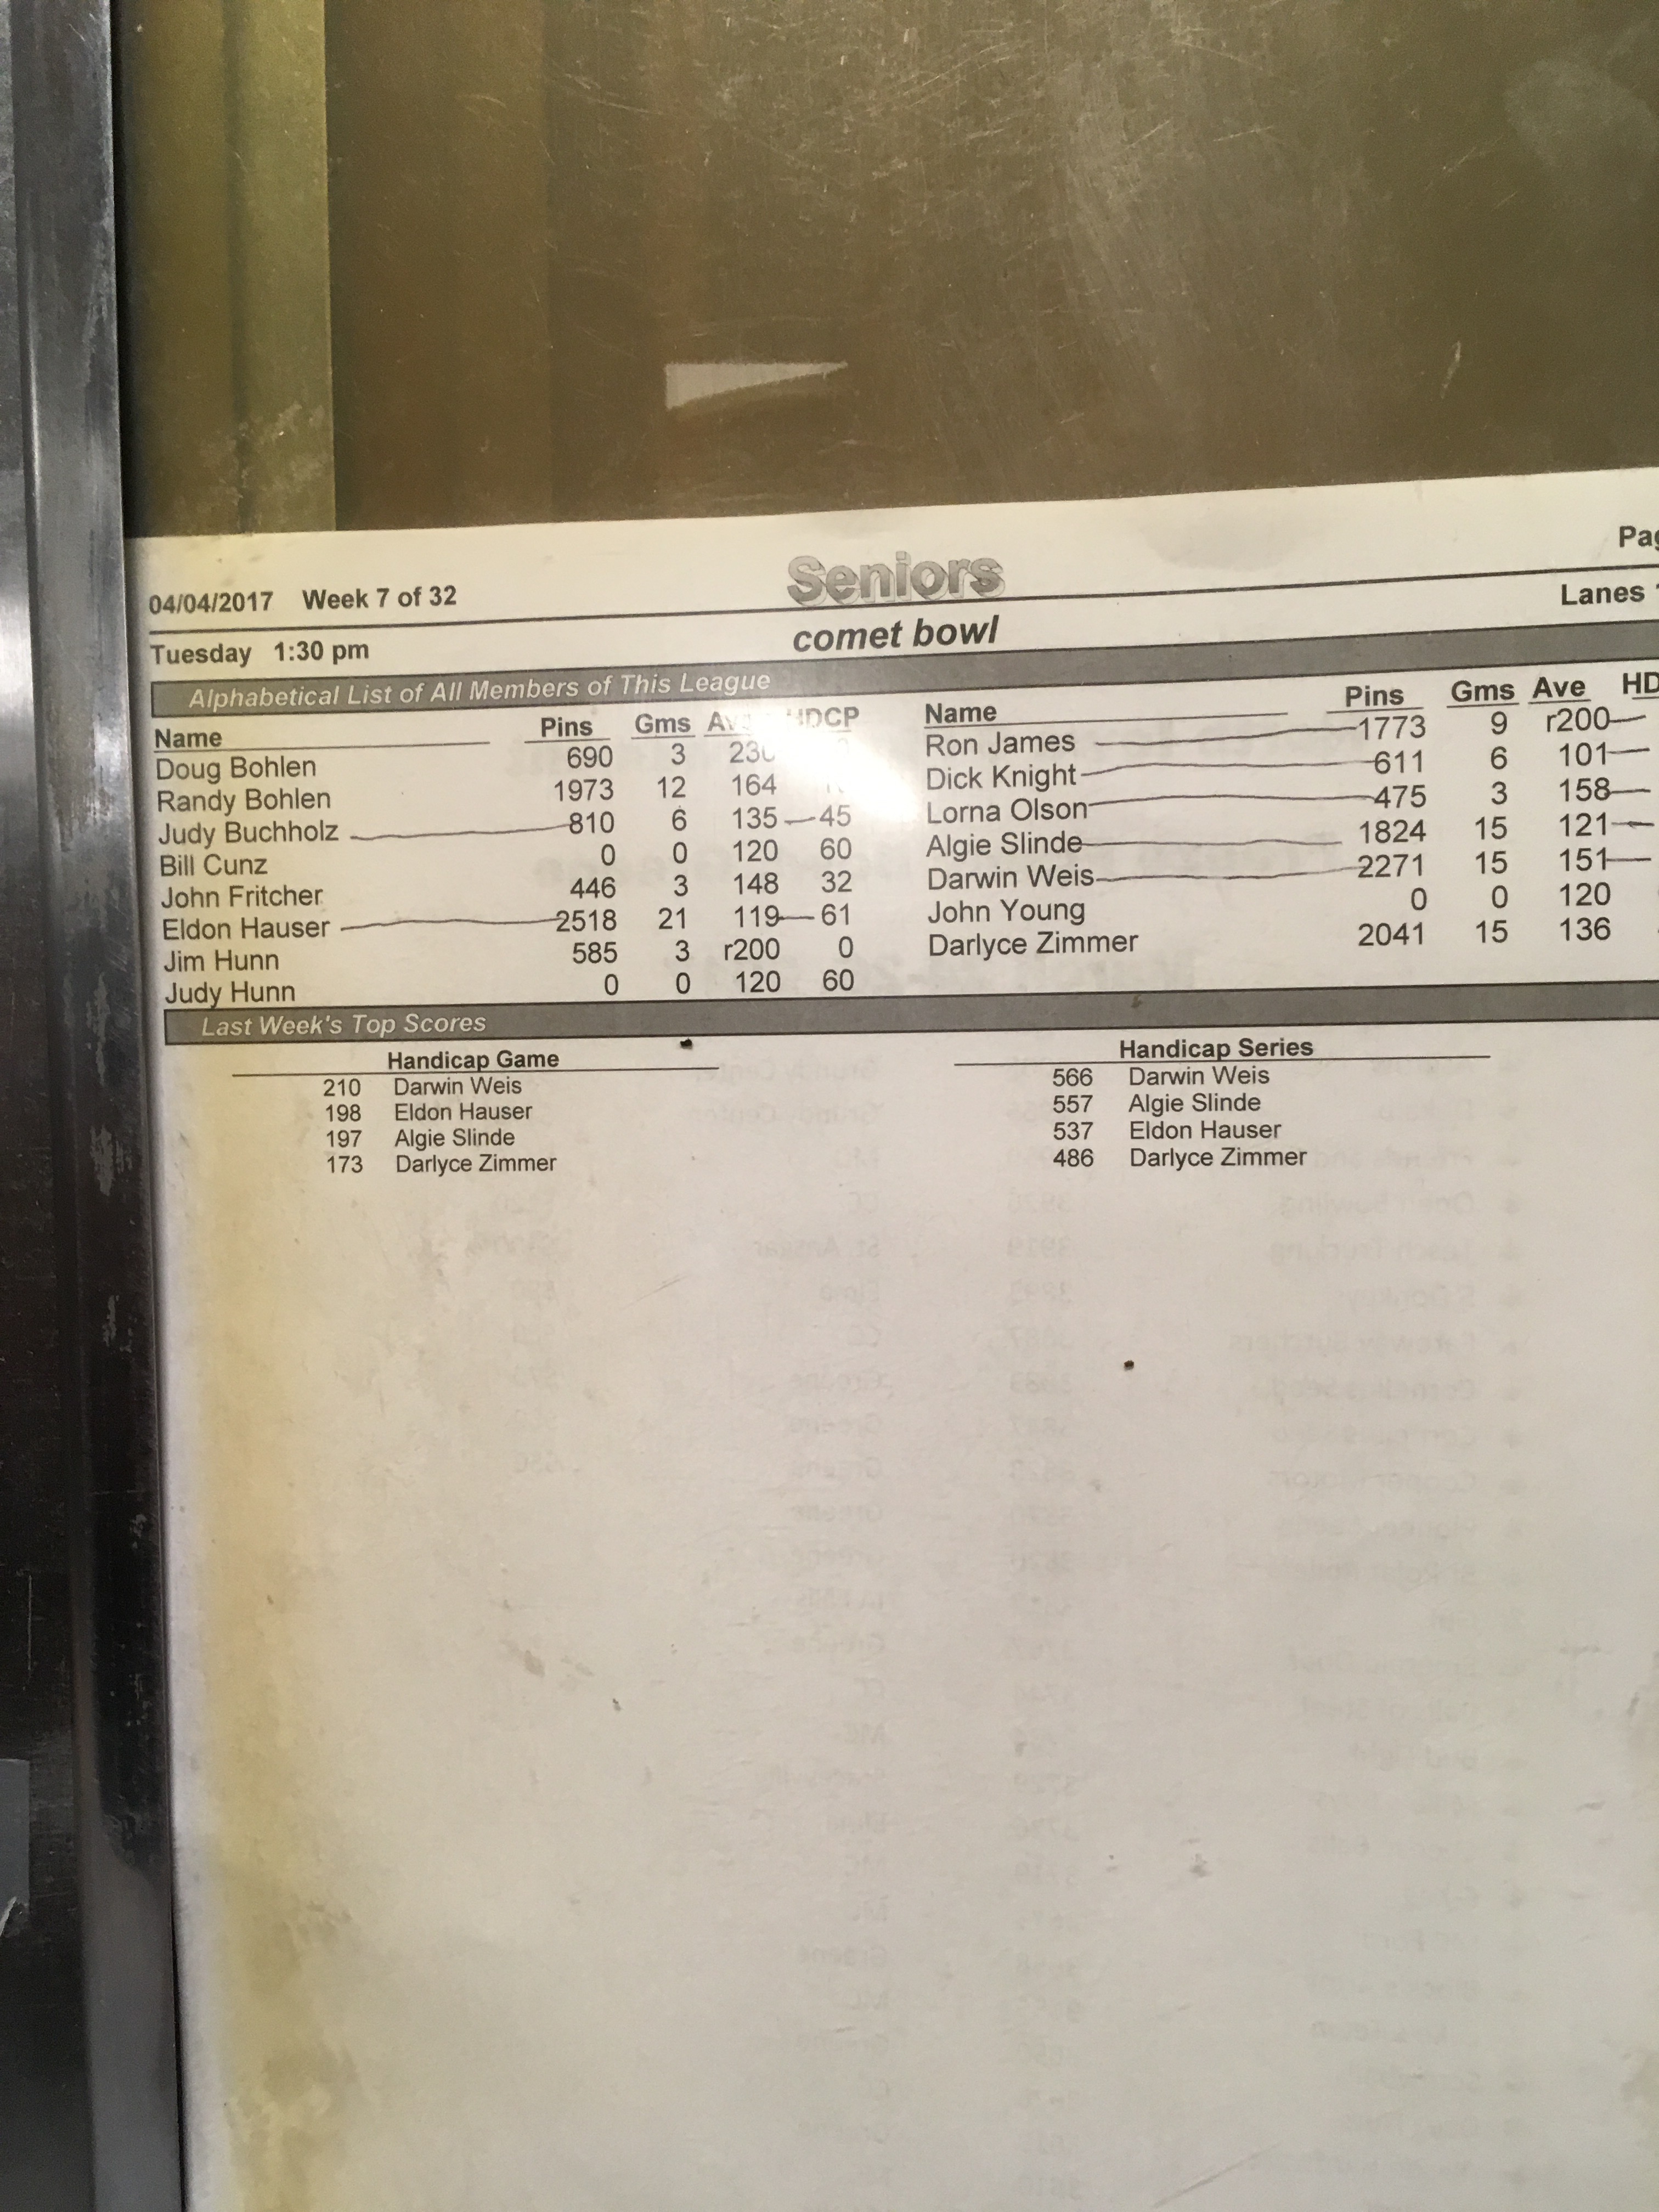 Seniors
04/04/2017 Week 7 of 32
Lanes
Tuesday 1:30 pm
comet bowl
Alphabetical List of All Members of This League
Name Pins Gms HDCP
Doug Bohlen 690 3
Randy Bohlen 1973 12 164
Judy Buchholz 810 6 135 45
Bill Cunz 0 0 120 60
John Fritcher 446 3 148 32
Eldon Hauser 2518 21 119 61
Jim Hunn 585 3 r200 0
Judy Hunn 0 0 120 60
Name Pins Gms Ave HD
Ron James 1773 9 r200
Dick Knight 611 6 101
Lorna Olson 475 3 158
Algie Slinde 1824 15 121
Darwin Weis 2271 15 151
John Young 0 0 120
Darlyce Zimmer 2041 15 136
Last Week's Top Scores
Handicap Game
210 Darwin Weis
198 Eldon Hauser
197 Algie Slinde
173 Darlyce Zimmer
Handicap Series
566 Darwin Weis
557 Algie Slinde
537 Eldon Hauser
486 Darlyce Zimmer